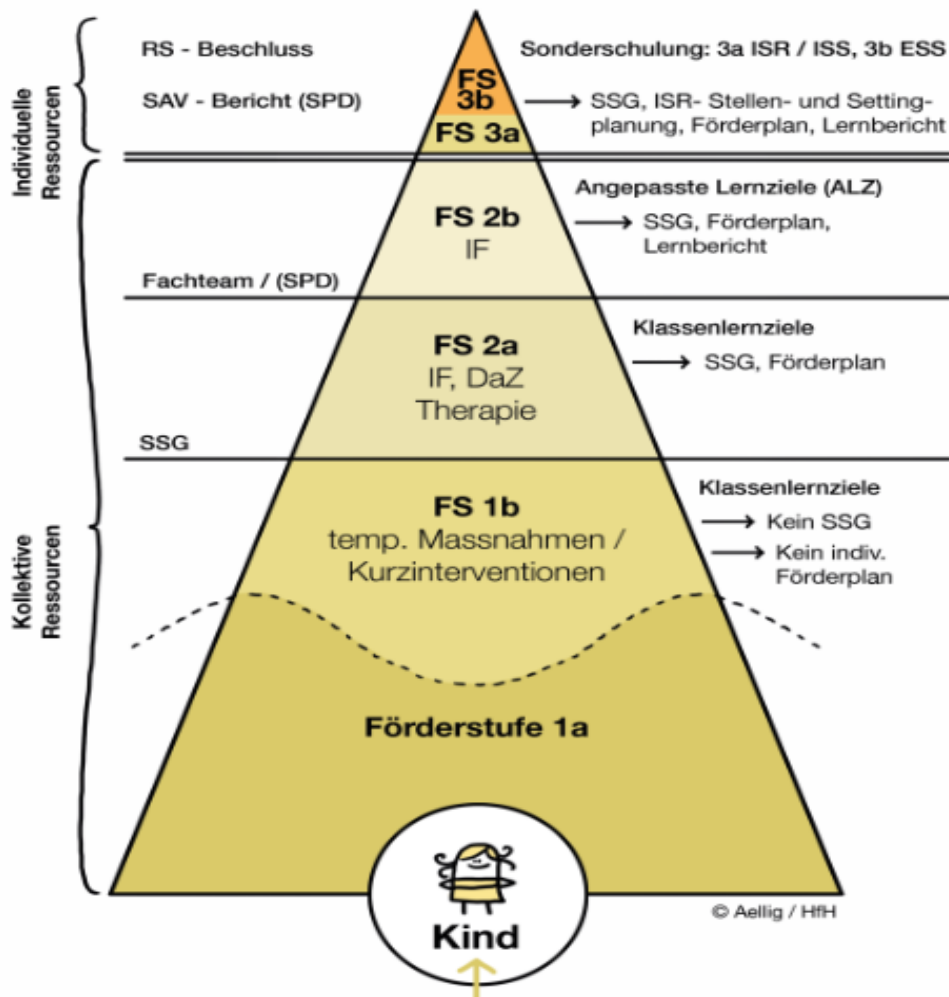 RS - Beschluss
Sonderschulung: 3a ISR / ISS, 3b ESS
FS
3b
SAV - Bericht (SPD)
SSG, ISR- Stellen- und Setting-
planung, Förderplan, Lernbericht
FS 3a
Individuelle
Ressourcen
Angepasste Lernziele (ALZ)
FS 2b
IF
SSG, Förderplan,
Lernbericht
Fachteam / (SPD)
Klassenlernziele
FS 2a
IF, DaZ
Therapie
SSG, Förderplan
SSG
Klassenlernziele
FS 1b
temp. Massnahmen /
Kurzinterventionen
Kein SSG
Kein indiv.
Förderplan
Kollektive
Ressourcen
Förderstufe 1a
© Aellig / HfH
Kind